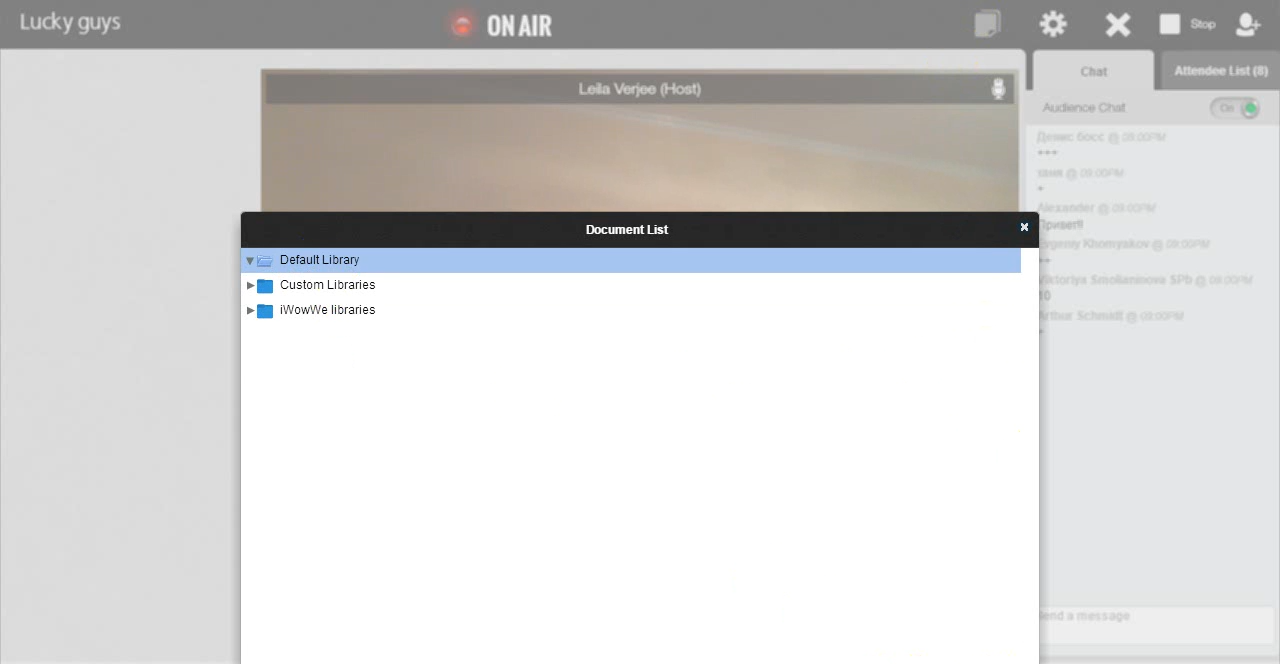 Lucky guys
ON AIR
Stop
Leila Verjee (Host)
Chat
Attendee List (8)
Audience Chat
On
Денис босс @ 09:00PM
+++
@ 09:00PM
+
Alexander @ 09:00PM
Привет!!
Evgeniy Khomyakov @ 09:00PM
++
Viktoriya Smolianinova SPb @ 09:00PM
10
Arthur Schmidt @ 09:00PM
Document List
Default Library
Custom Libraries
iWowWe libraries
Send a message